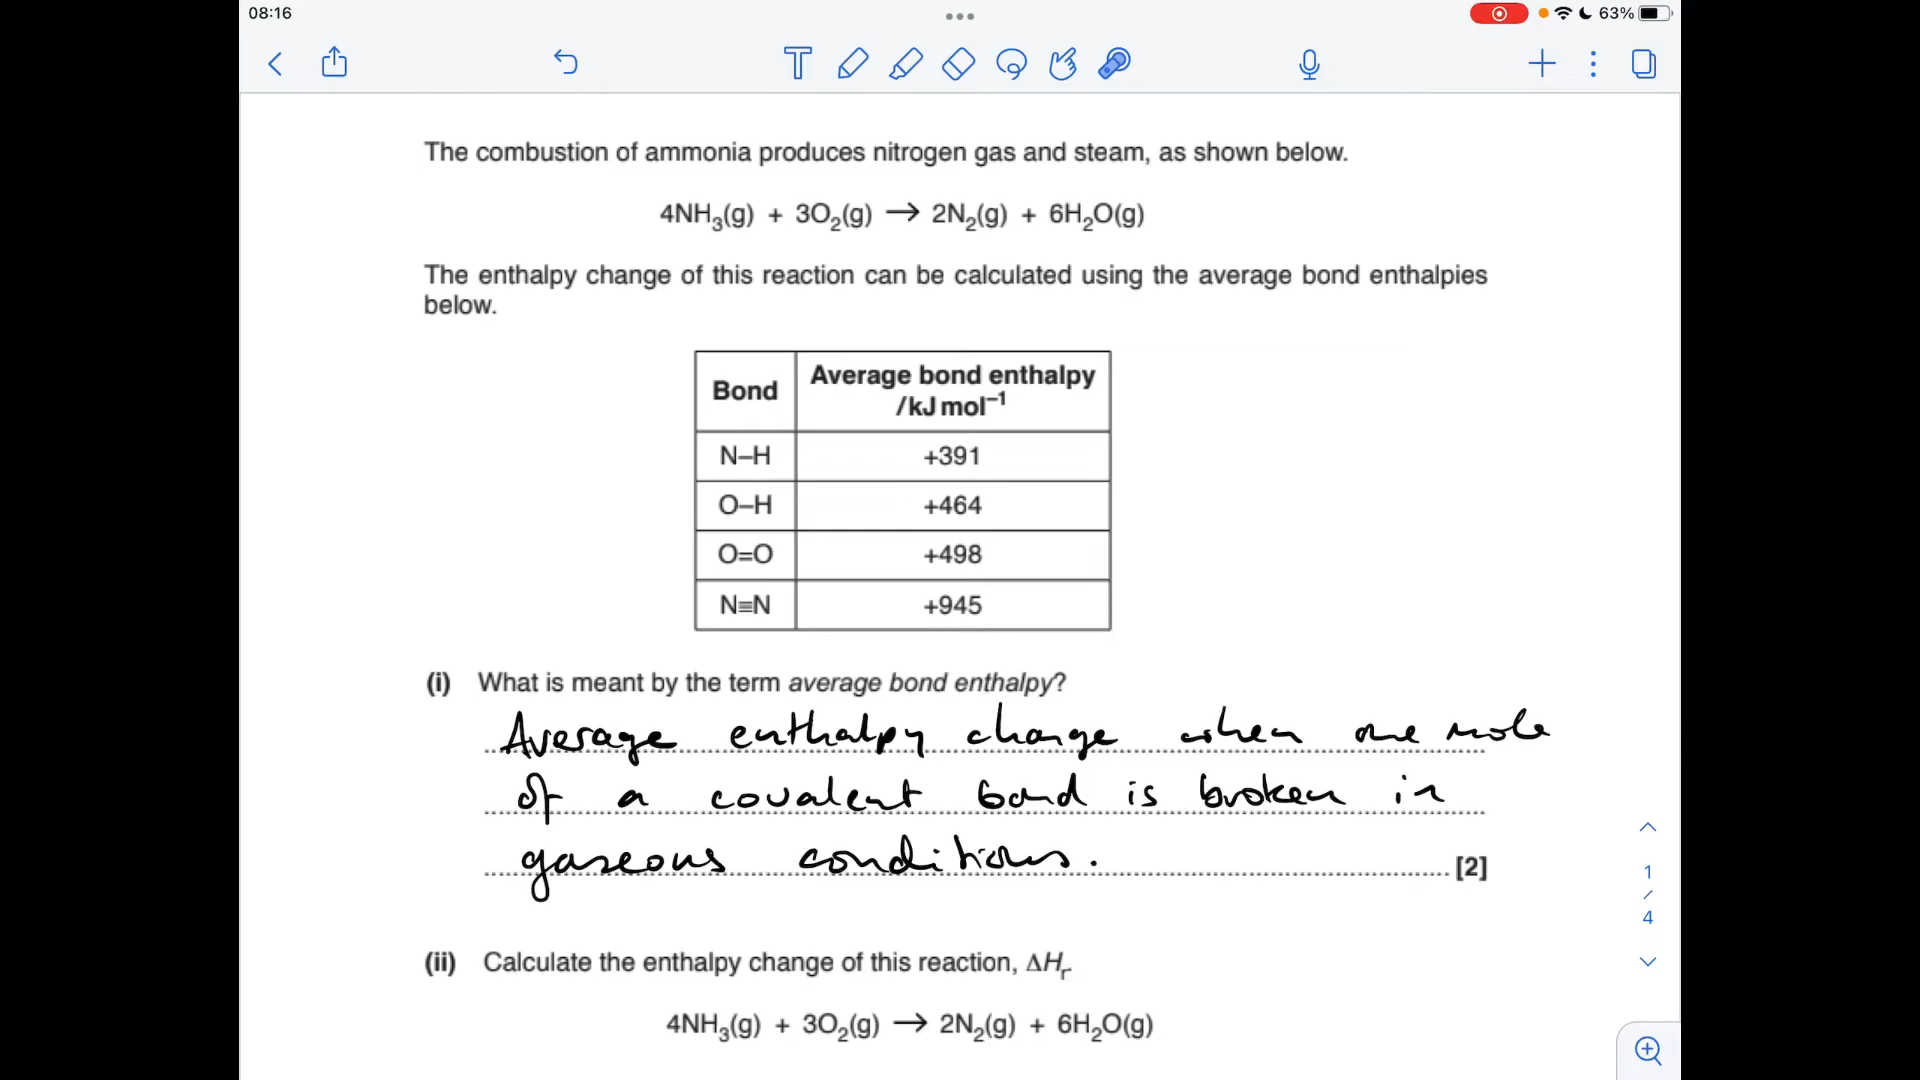 08:16
63%
The combustion of ammonia produces nitrogen gas and steam, as shown below.
4NH₃(g) + 3O₂(g) → 2N₂(g) + 6H₂O(g)
The enthalpy change of this reaction can be calculated using the average bond enthalpies
below.
Bond Average bond enthalpy
/kJ mol⁻¹
N–H +391
O–H +464
O=O +498
N≡N +945
(i) What is meant by the term average bond enthalpy?
Average enthalpy change when one mole
of a covalent bond is broken in
gaseous conditions. [2]
1
/
4
(ii) Calculate the enthalpy change of this reaction, ΔHᵣ.
4NH₃(g) + 3O₂(g) → 2N₂(g) + 6H₂O(g)